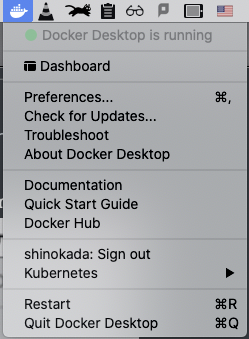 Docker Desktop is running
Dashboard
Preferences... ⌘,
Check for Updates...
Troubleshoot
About Docker Desktop
Documentation
Quick Start Guide
Docker Hub
shinokada: Sign out
Kubernetes
Restart ⌘R
Quit Docker Desktop ⌘Q